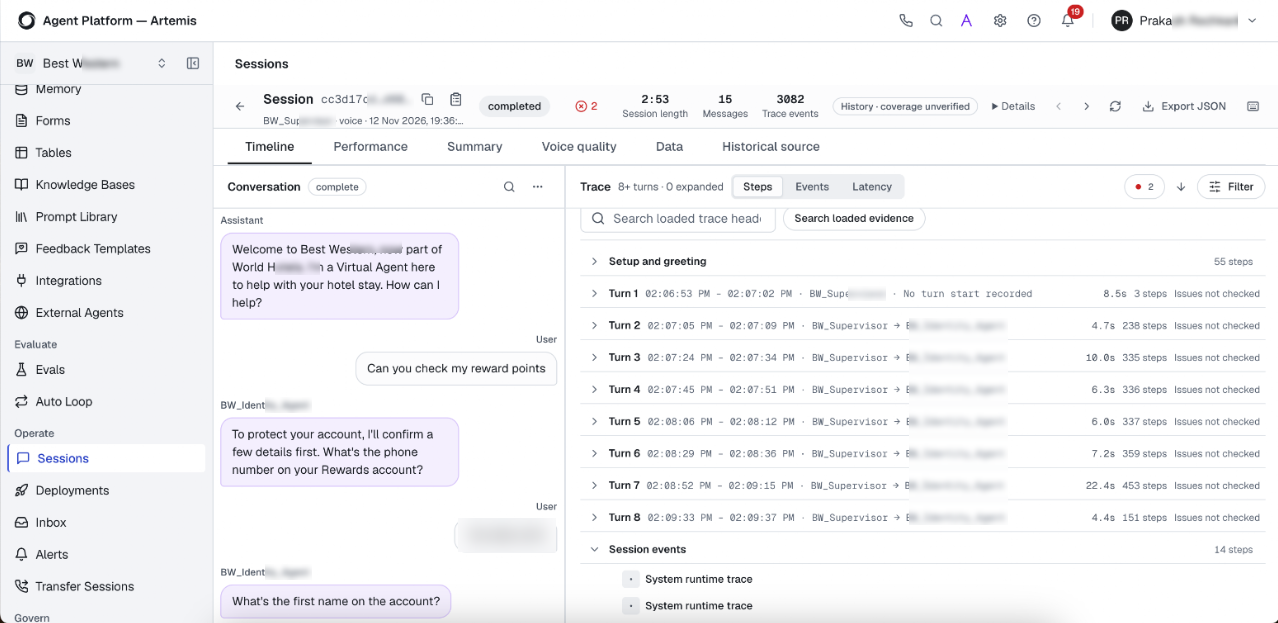 Agent Platform — Artemis
19
PR Praka
BW Best We
Memory
Forms
Tables
Knowledge Bases
Prompt Library
Feedback Templates
Integrations
External Agents
Evaluate
Evals
Auto Loop
Operate
Sessions
Deployments
Inbox
Alerts
Transfer Sessions
Govern
Sessions
Session cc3d17c
completed
2
2:53
Session length
15
Messages
3082
Trace events
History · coverage unverified
Details
Export JSON
BW_Sup · voice · 12 Nov 2026, 19:36:...
Timeline
Performance
Summary
Voice quality
Data
Historical source
Conversation
complete
Assistant
Welcome to Best Wes part of
World H a Virtual Agent here
to help with your hotel stay. How can I
help?
User
Can you check my reward points
BW_Ident
To protect your account, I'll confirm a
few details first. What's the phone
number on your Rewards account?
User
BW_Ident
What's the first name on the account?
Trace 8+ turns · 0 expanded
Steps
Events
Latency
2
Filter
Search loaded trace head
Search loaded evidence
Setup and greeting 55 steps
Turn 1 02:06:53 PM – 02:07:02 PM · BW_Supe · No turn start recorded 8.5s 3 steps Issues not checked
Turn 2 02:07:05 PM – 02:07:09 PM · BW_Supervisor → 4.7s 238 steps Issues not checked
Turn 3 02:07:24 PM – 02:07:34 PM · BW_Supervisor → 10.0s 335 steps Issues not checked
Turn 4 02:07:45 PM – 02:07:51 PM · BW_Supervisor → 6.3s 336 steps Issues not checked
Turn 5 02:08:06 PM – 02:08:12 PM · BW_Supervisor → 6.0s 337 steps Issues not checked
Turn 6 02:08:29 PM – 02:08:36 PM · BW_Supervisor → 7.2s 359 steps Issues not checked
Turn 7 02:08:52 PM – 02:09:15 PM · BW_Supervisor → 22.4s 453 steps Issues not checked
Turn 8 02:09:33 PM – 02:09:37 PM · BW_Supervisor → 4.4s 151 steps Issues not checked
Session events 14 steps
System runtime trace
System runtime trace